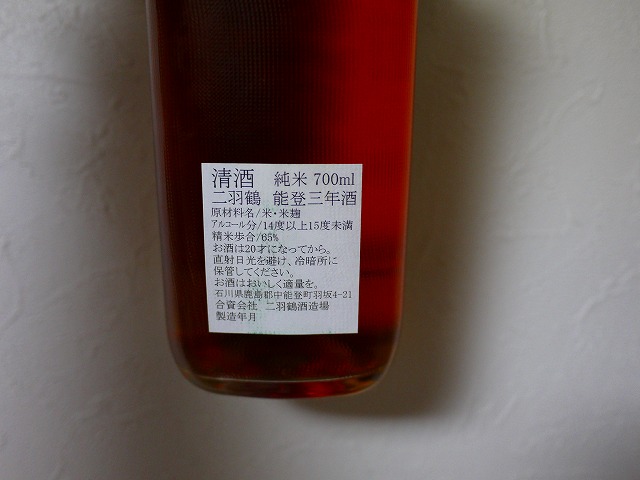 清酒 純米 700ml
二羽鶴 能登三年酒
原材料名/米・米麹
アルコール分/14度以上15度未満
精米歩合/65%
お酒は20才になってから。
直射日光を避け、冷暗所に
保管してください。
お酒はおいしく適量を。
石川県鹿島郡中能登町羽坂4-21
合資会社 二羽鶴酒造場
製造年月